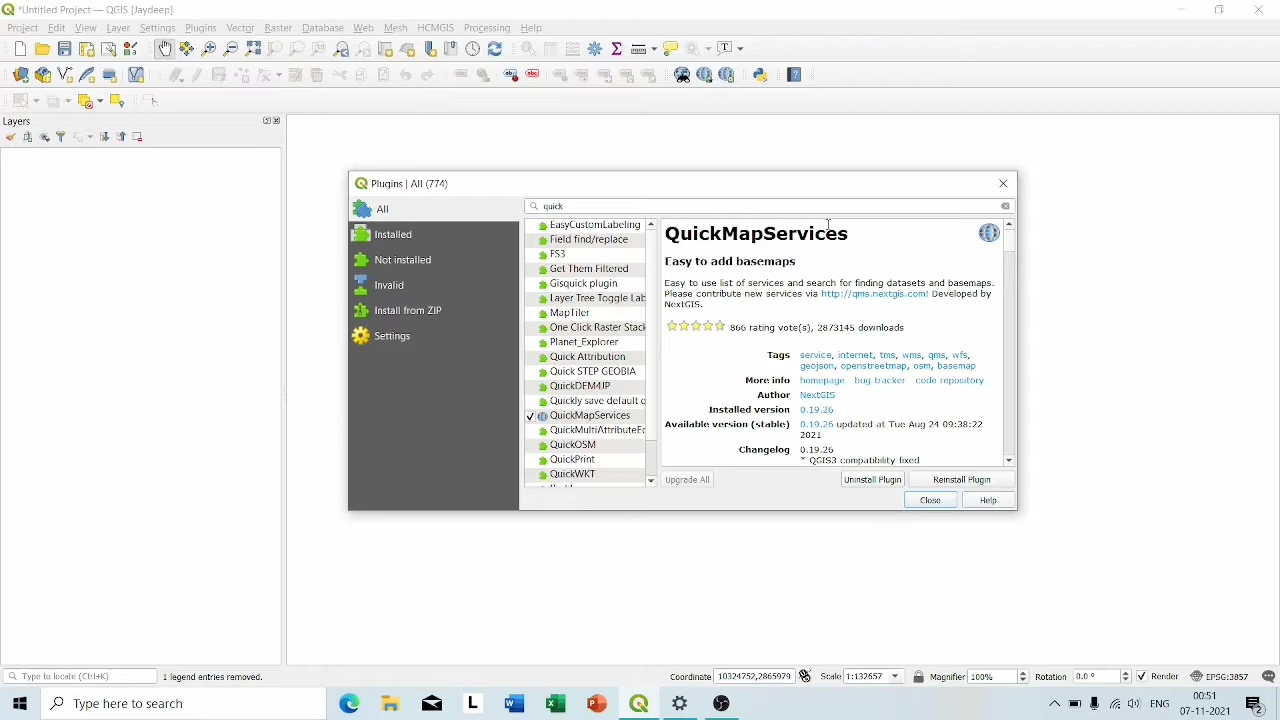 *Untitled Project — QGIS (Jaydeep)
Project Edit View Layer Settings Plugins Vector Raster Database Web Mesh HCMGIS Processing Help
Layers
Plugins | All (774)
All
Installed
Not installed
Invalid
Install from ZIP
Settings
quick
EasyCustomLabeling
Field find/replace
FS3
Get Them Filtered
Gisquick plugin
Layer Tree Toggle Lab
MapTiler
One Click Raster Stack
Planet_Explorer
Quick Attribution
Quick STEP GEOBIA
QuickDEM4JP
Quickly save default q
QuickMapServices
QuickMultiAttributeEc
QuickOSM
QuickPrint
QuickWKT
QuickMapServices
Easy to add basemaps
Easy to use list of services and search for finding datasets and basemaps.
Please contribute new services via http://qms.nextgis.com! Developed by
NextGIS.
866 rating vote(s), 2873145 downloads
Tags service, internet, tms, wms, qms, wfs,
geojson, openstreetmap, osm, basemap
More info homepage bug tracker code repository
Author NextGIS
Installed version 0.19.26
Available version (stable) 0.19.26 updated at Tue Aug 24 09:38:22
2021
Changelog 0.19.26
* QGIS3 compatibility fixed
Upgrade All Uninstall Plugin Reinstall Plugin
Close Help
Type to locate (Ctrl+K) 1 legend entries removed. Coordinate 10324752,2865979 Scale 1:132657 Magnifier 100% Rotation 0.0 ° Render EPSG:3857
Type here to search
ENG
00:51
07-11-2021
2